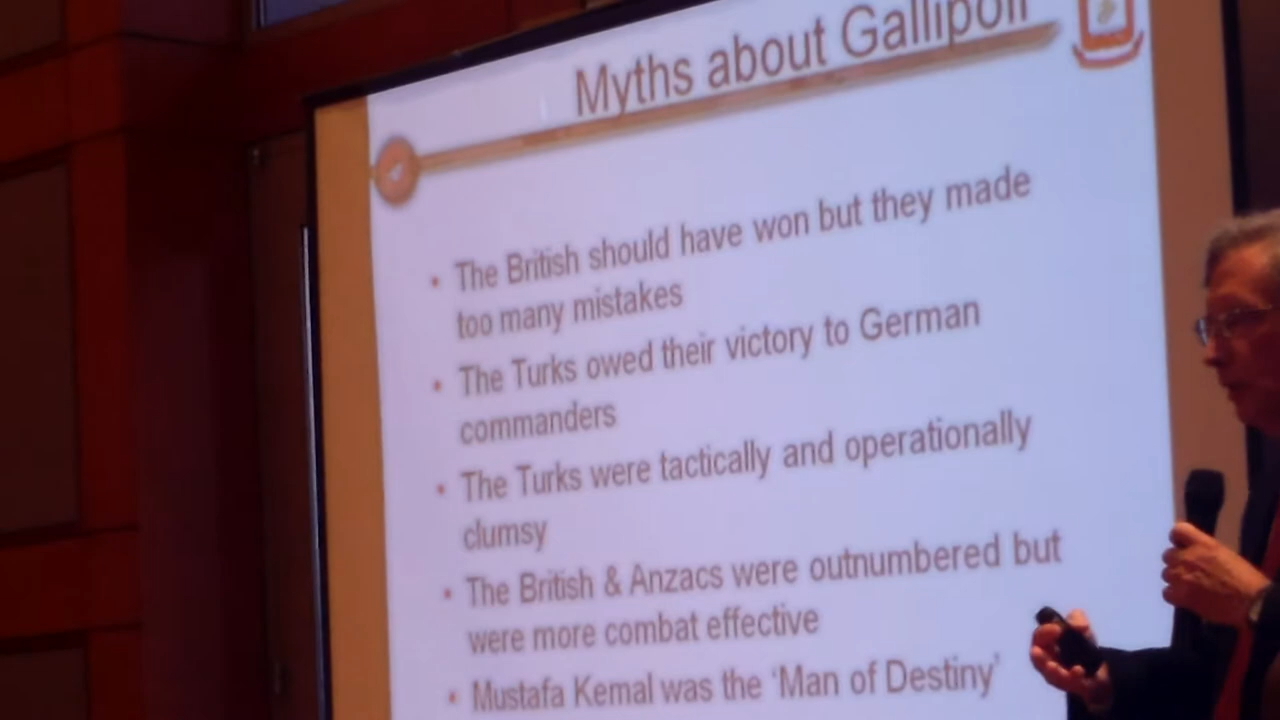 Myths about Gallipoli
• The British should have won but they made
too many mistakes
• The Turks owed their victory to German
commanders
• The Turks were tactically and operationally
clumsy
• The British & Anzacs were outnumbered but
were more combat effective
• Mustafa Kemal was the ‘Man of Destiny’